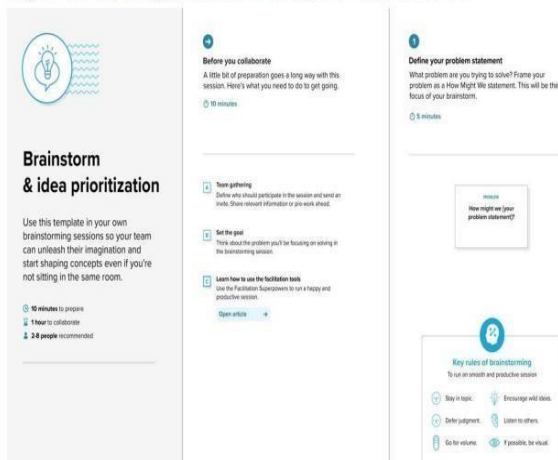 Brainstorm
& idea prioritization
Use this template in your own
brainstorming sessions so your team
can unleash their imagination and
start shaping concepts even if you're
not sitting in the same room.
10 minutes to prepare
1 hour to collaborate
2-8 people recommended
Before you collaborate
A little bit of preparation goes a long way with this
session. Here's what you need to do to get going.
10 minutes
A
Team gathering
Define who should participate in the session and send an
invite. Share relevant information or pre-work ahead.
B
Set the goal
Think about the problem you'll be focusing on solving in
the brainstorming session.
C
Learn how to use the facilitation tools
Use the Facilitation Superpowers to run a happy and
productive session.
Open article
1
Define your problem statement
What problem are you trying to solve? Frame your
problem as a How Might We statement. This will be the
focus of your brainstorm.
5 minutes
PROBLEM
How might we [your
problem statement]?
Key rules of brainstorming
To run an smooth and productive session
Stay in topic.
Encourage wild ideas.
Defer judgment.
Listen to others.
Go for volume.
If possible, be visual.